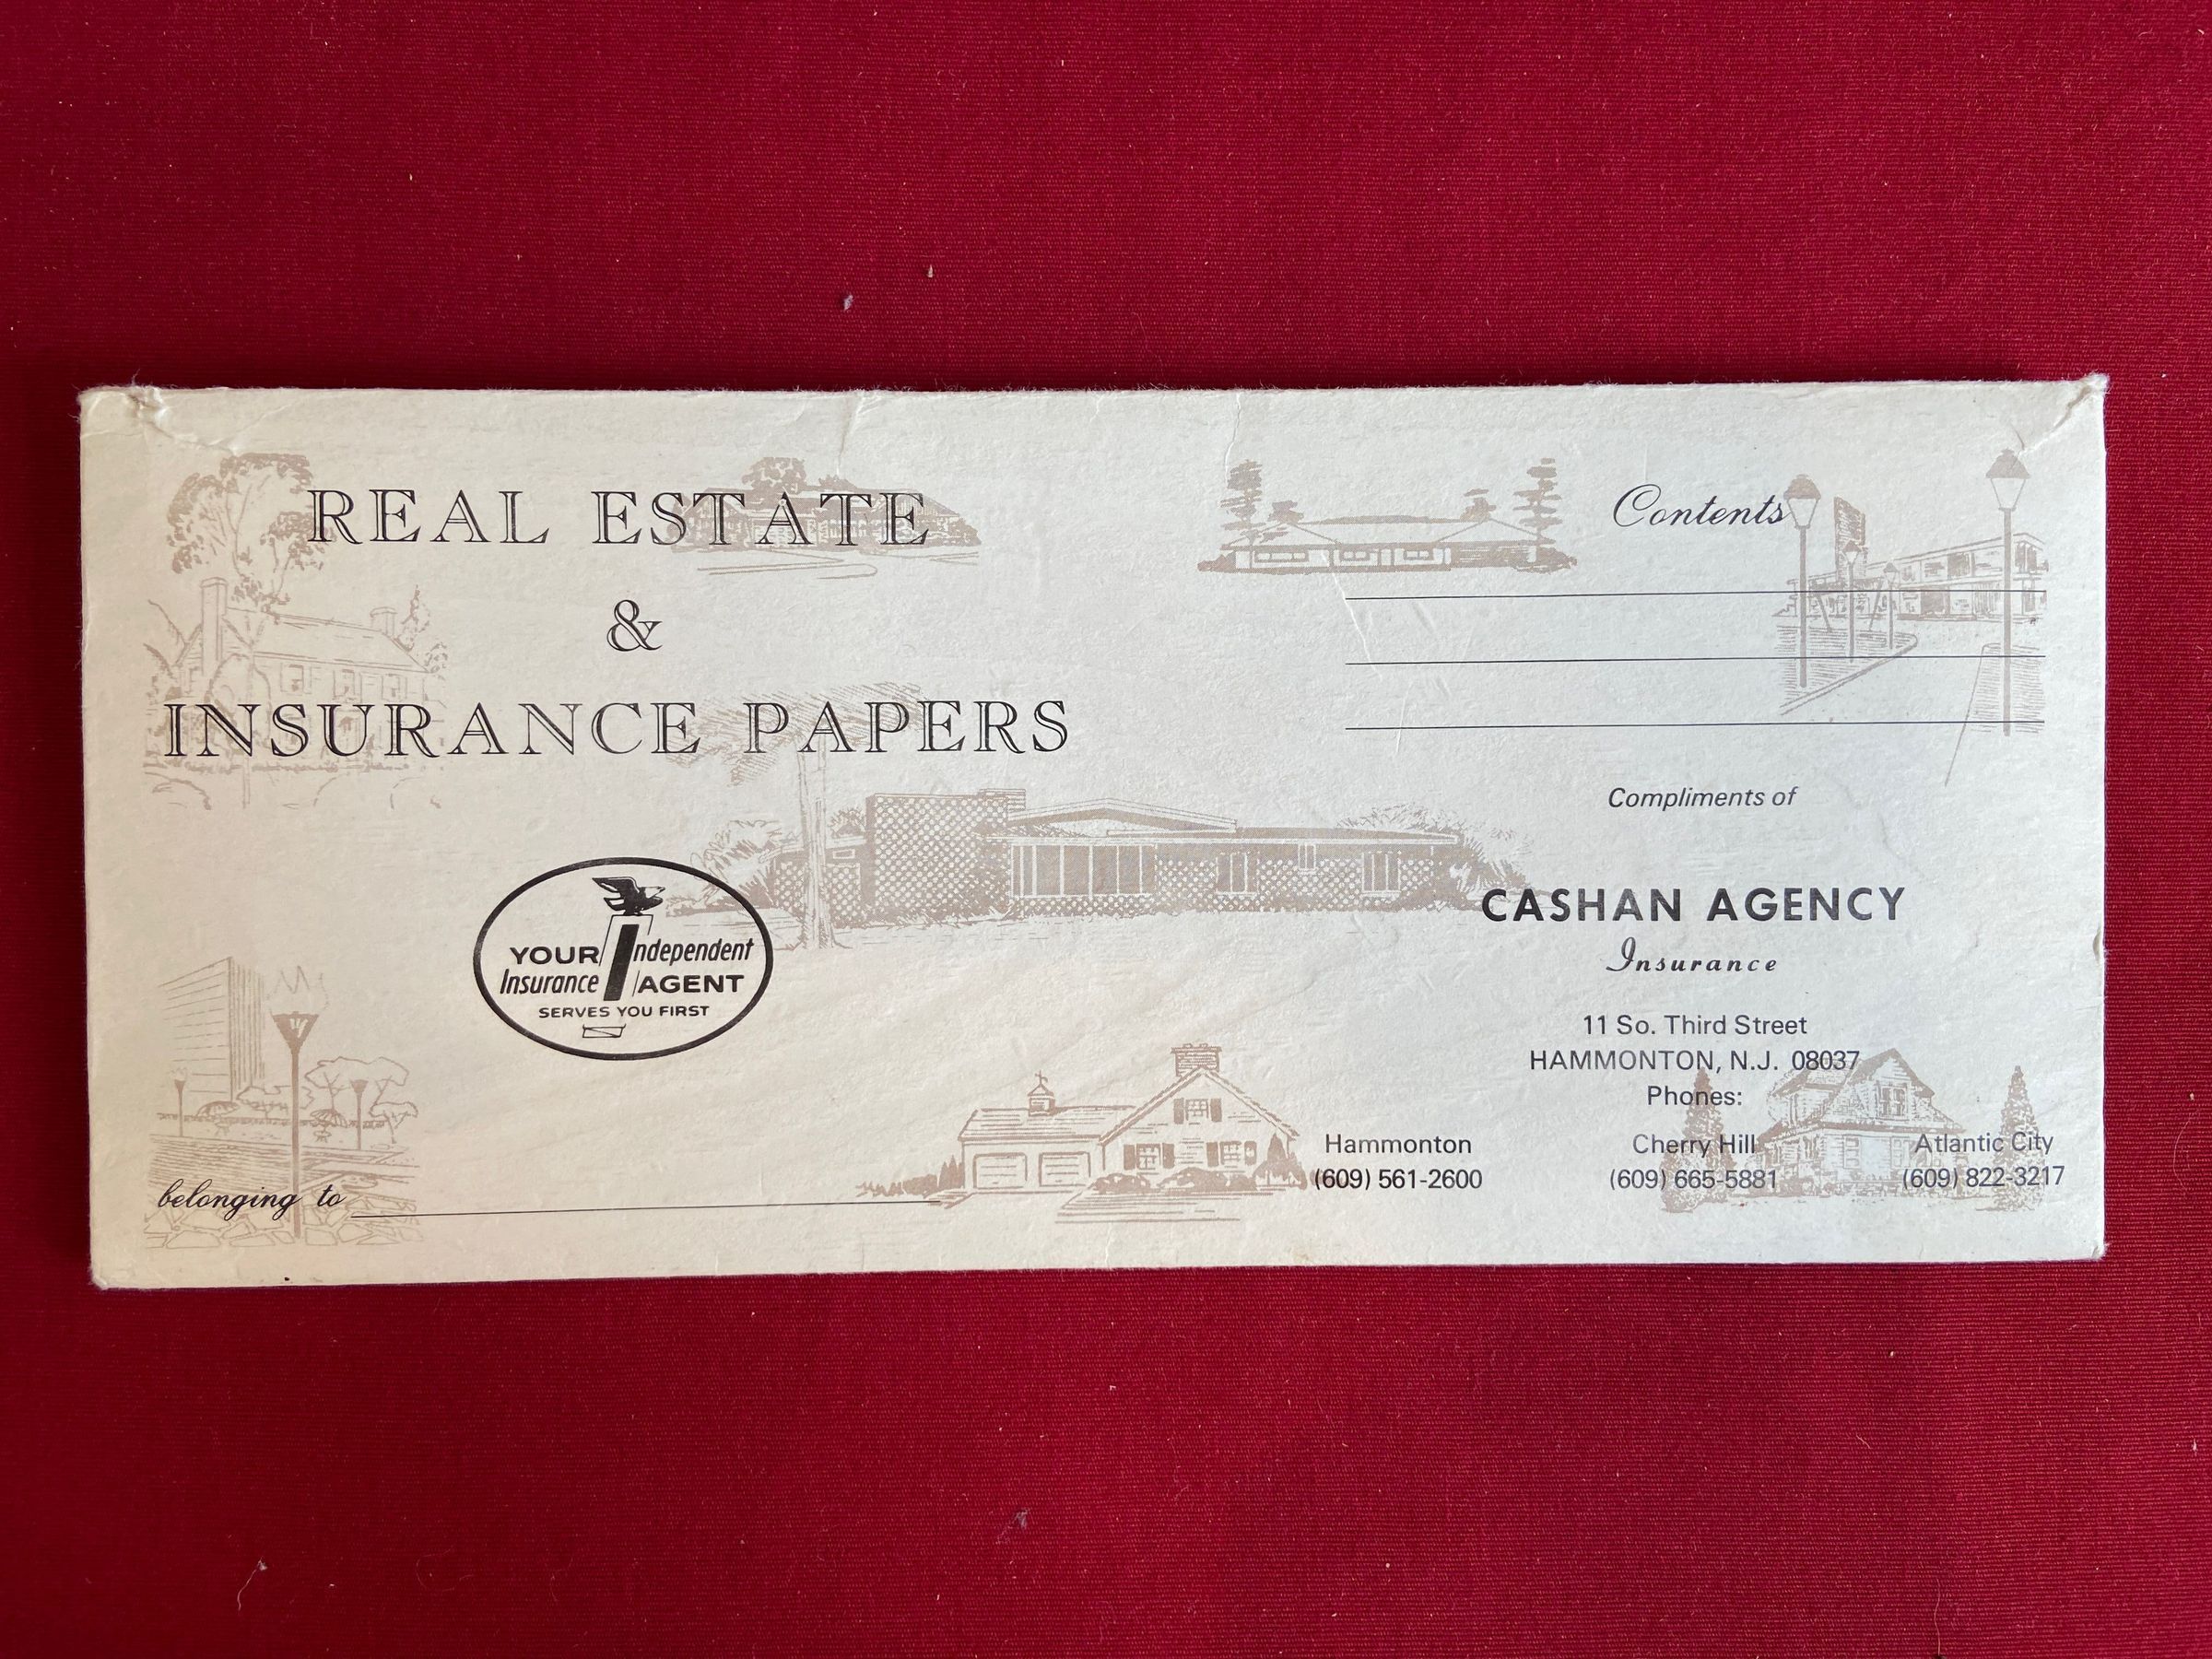 REAL ESTATE
&
INSURANCE PAPERS
YOUR Independent
Insurance AGENT
SERVES YOU FIRST
belonging to
Contents
Compliments of
CASHAN AGENCY
Insurance
11 So. Third Street
HAMMONTON, N.J. 08037
Phones:
Hammonton Cherry Hill Atlantic City
(609) 561-2600 (609) 665-5881 (609) 822-3217